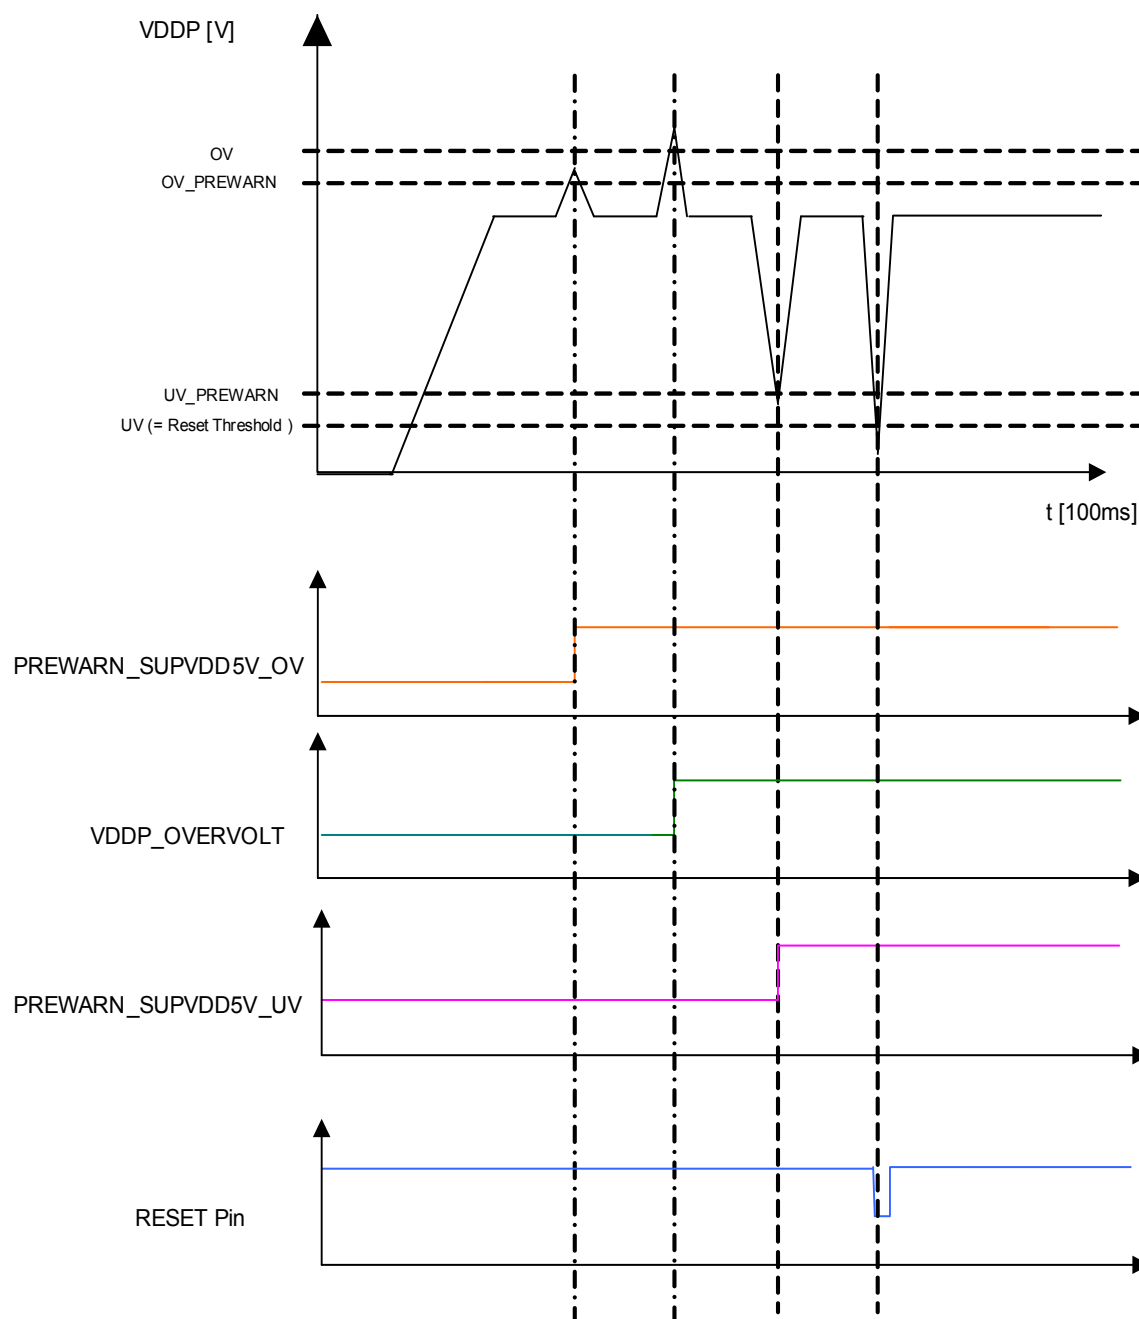 VDDP [V]
OV
OV_PREWARN
UV_PREWARN
UV (= Reset Threshold )
t [100ms]
PREWARN_SUPVDD5V_OV
VDDP_OVERVOLT
PREWARN_SUPVDD5V_UV
RESET Pin